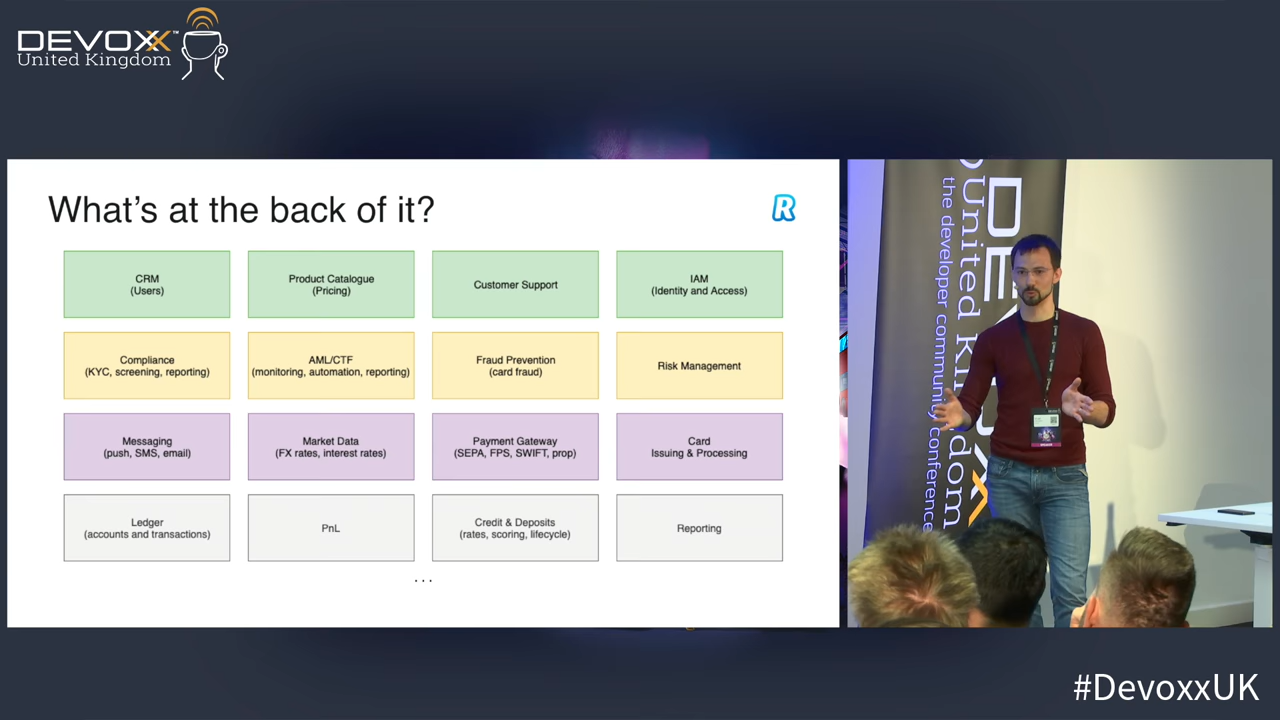 DEVOXX™
United Kingdom
What's at the back of it?
R
CRM
(Users)
Product Catalogue
(Pricing)
Customer Support
IAM
(Identity and Access)
Compliance
(KYC, screening, reporting)
AML/CTF
(monitoring, automation, reporting)
Fraud Prevention
(card fraud)
Risk Management
Messaging
(push, SMS, email)
Market Data
(FX rates, interest rates)
Payment Gateway
(SEPA, FPS, SWIFT, prop)
Card
Issuing & Processing
Ledger
(accounts and transactions)
PnL
Credit & Deposits
(rates, scoring, lifecycle)
Reporting
...
United Kingdom
the developer community conference
#DevoxxUK